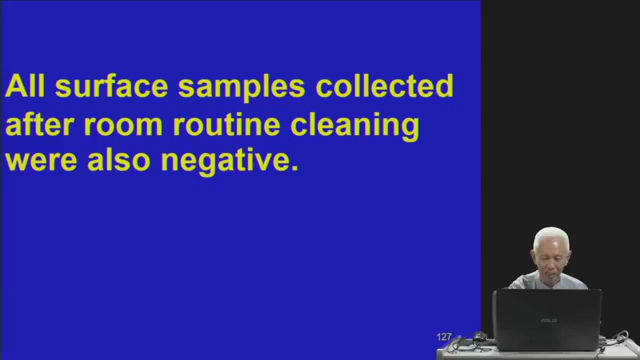 All surface samples collected
after room routine cleaning
were also negative.
127
ASUS